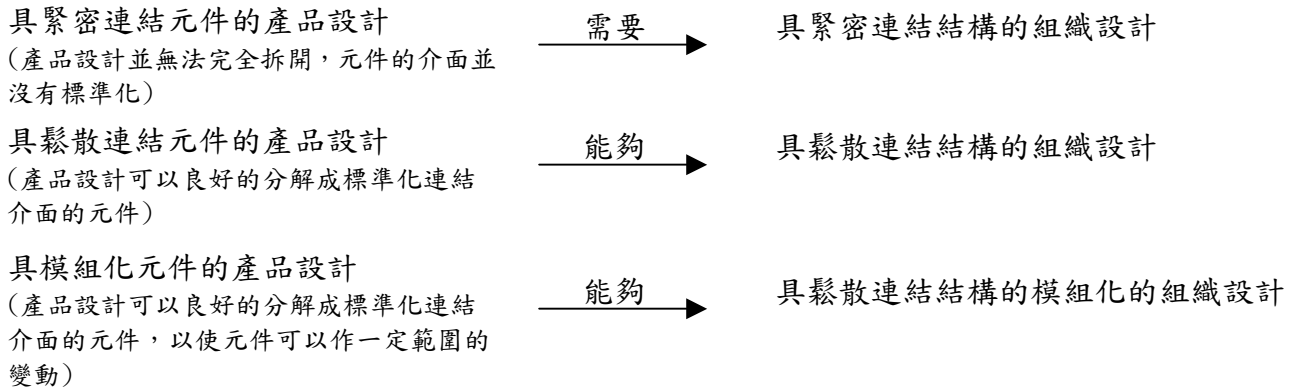 具緊密連結元件的產品設計 需要 具緊密連結結構的組織設計
(產品設計並無法完全拆開，元件的介面並
沒有標準化)
具鬆散連結元件的產品設計 能夠 具鬆散連結結構的組織設計
(產品設計可以良好的分解成標準化連結
介面的元件)
具模組化元件的產品設計 能夠 具鬆散連結結構的模組化的組織設計
(產品設計可以良好的分解成標準化連結
介面的元件，以使元件可以作一定範圍的
變動)